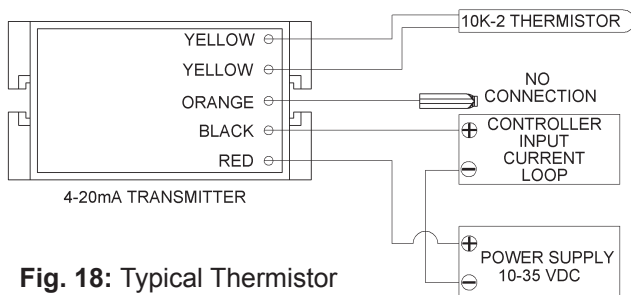 YELLOW
YELLOW
ORANGE
BLACK
RED
4-20mA TRANSMITTER
10K-2 THERMISTOR
NO
CONNECTION
CONTROLLER
INPUT
CURRENT
LOOP
POWER SUPPLY
10-35 VDC
Fig. 18: Typical Thermistor